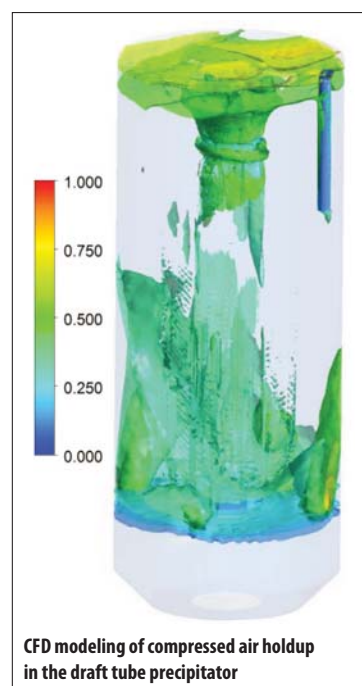 1.000
0.750
0.500
0.250
0.000
CFD modeling of compressed air holdup
in the draft tube precipitator